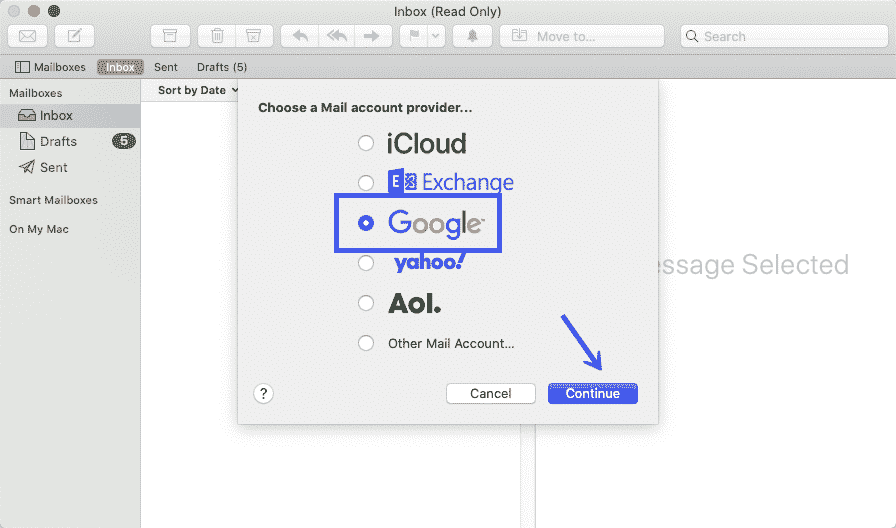 Inbox (Read Only)
Move to...
Search
Mailboxes Inbox Sent Drafts (5)
Mailboxes
Inbox
Drafts 5
Sent
Smart Mailboxes
On My Mac
Sort by Date
Choose a Mail account provider...
iCloud
E Exchange
Google™
yahoo!
Aol.
Other Mail Account...
? Cancel Continue
essage Selected